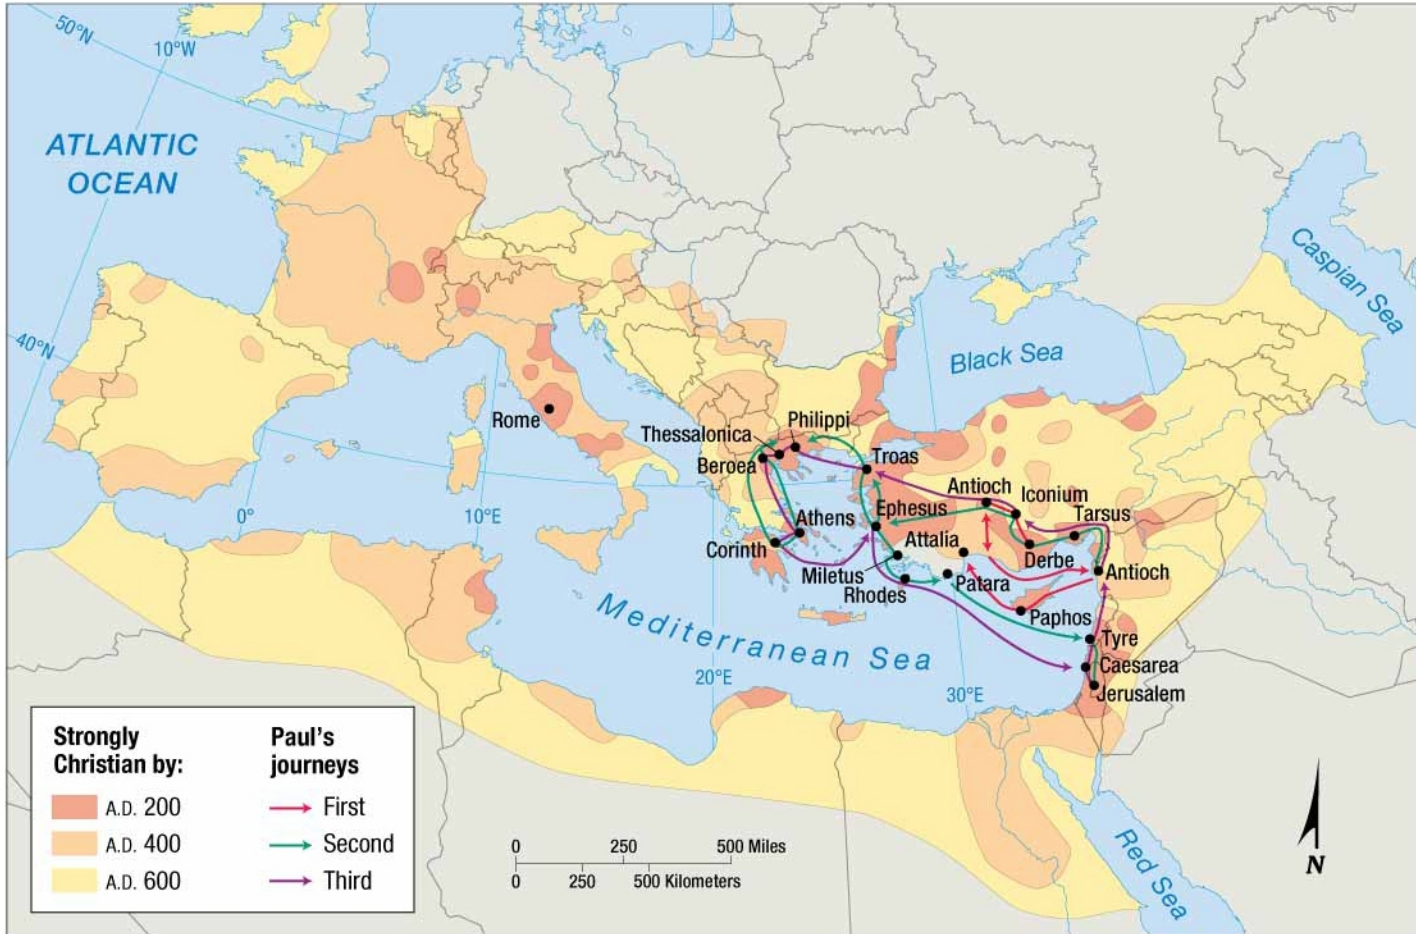 50°N
10°W
ATLANTIC
OCEAN
Caspian Sea
40°N
Black Sea
Rome
Philippi
Thessalonica
Beroea
Troas
Antioch
Iconium
Tarsus
0°
10°E
Ephesus
Athens
Attalia
Corinth
Derbe
Antioch
Miletus
Patara
Rhodes
Paphos
Mediterranean Sea
Tyre
Caesarea
20°E
30°E
Jerusalem
Strongly
Christian by:
A.D. 200
A.D. 400
A.D. 600
Paul's
journeys
First
Second
Third
0 250 500 Miles
0 250 500 Kilometers
Red Sea
N